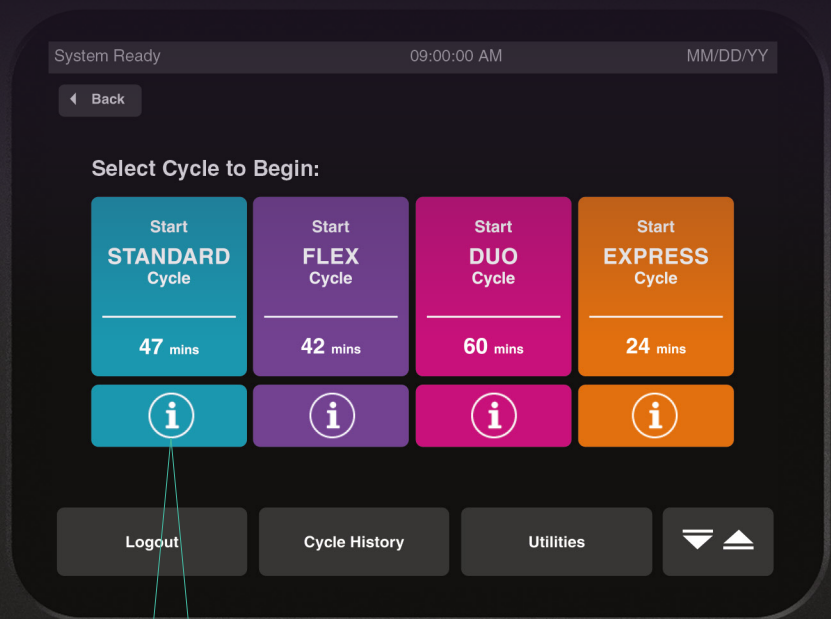 System Ready 09:00:00 AM MM/DD/YY
Back
Select Cycle to Begin:
Start Start Start Start
STANDARD FLEX DUO EXPRESS
Cycle Cycle Cycle Cycle
47 mins 42 mins 60 mins 24 mins
i i i i
Logout Cycle History Utilities